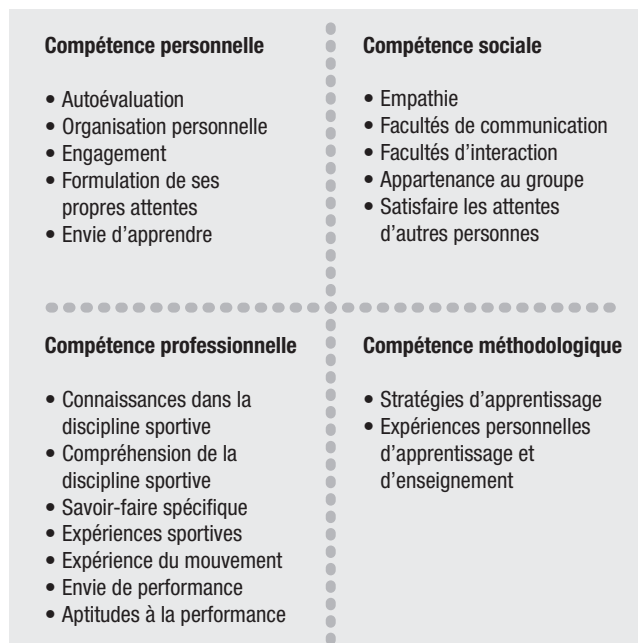 Compétence personnelle
• Autoévaluation
• Organisation personnelle
• Engagement
• Formulation de ses
propres attentes
• Envie d’apprendre
Compétence sociale
• Empathie
• Facultés de communication
• Facultés d’interaction
• Appartenance au groupe
• Satisfaire les attentes
d’autres personnes
Compétence professionnelle
• Connaissances dans la
discipline sportive
• Compréhension de la
discipline sportive
• Savoir-faire spécifique
• Expériences sportives
• Expérience du mouvement
• Envie de performance
• Aptitudes à la performance
Compétence méthodologique
• Stratégies d’apprentissage
• Expériences personnelles
d’apprentissage et
d’enseignement